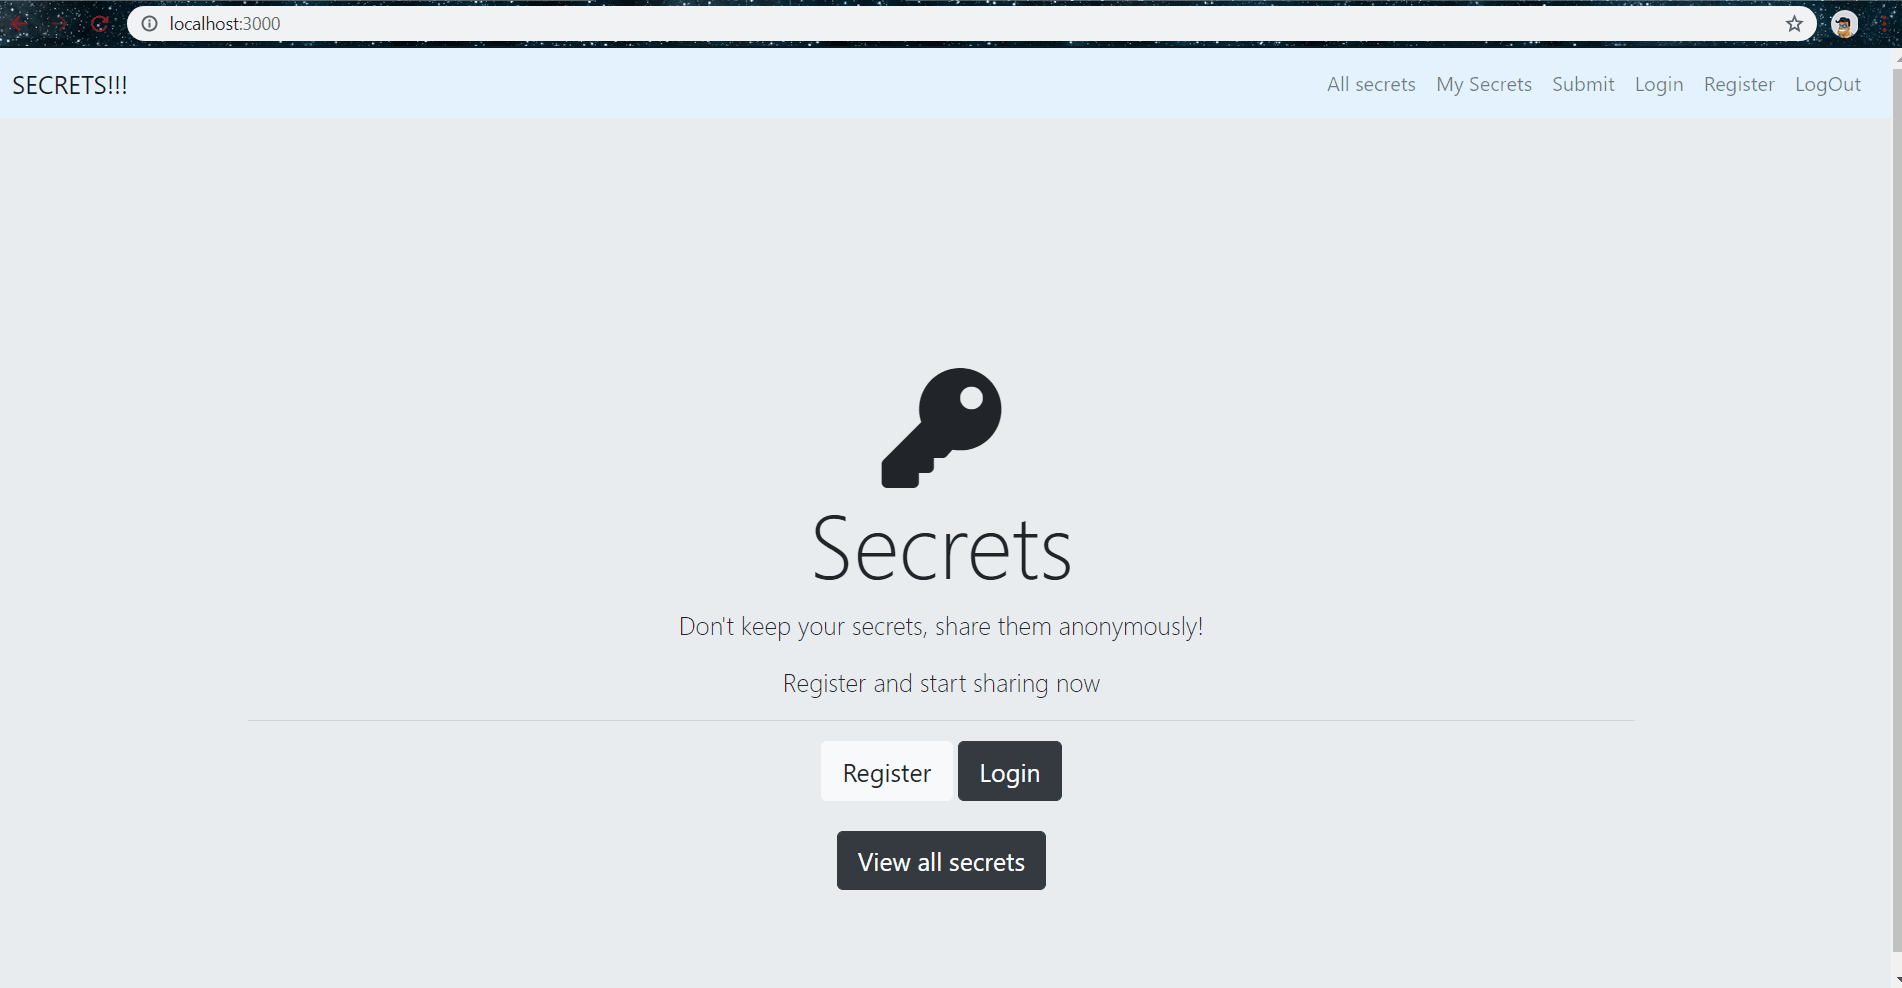 localhost:3000
SECRETS!!! All secrets My Secrets Submit Login Register LogOut
Secrets
Don't keep your secrets, share them anonymously!
Register and start sharing now
Register Login
View all secrets